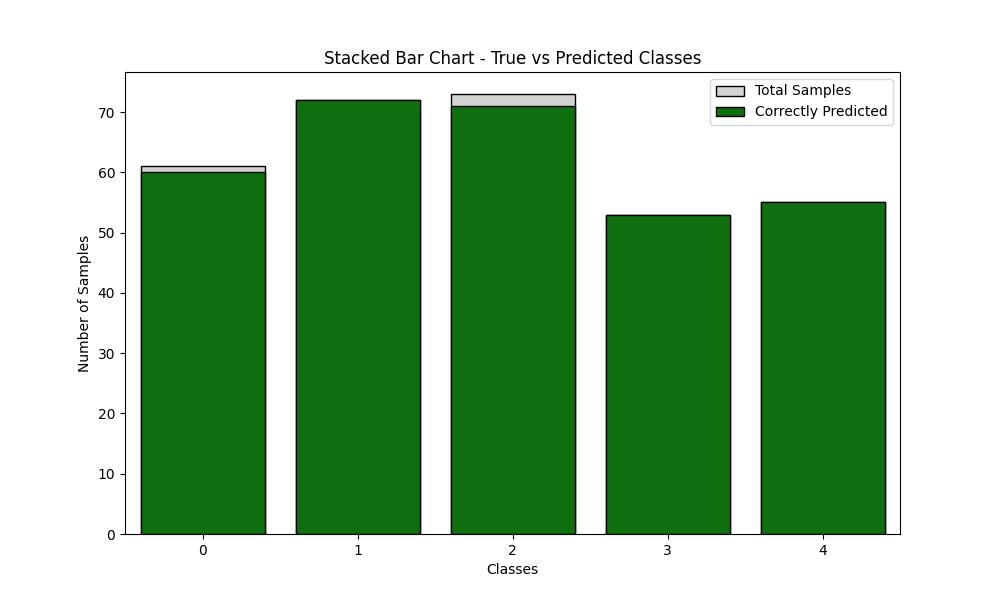 Stacked Bar Chart - True vs Predicted Classes
Total Samples
Correctly Predicted
Number of Samples
70
60
50
40
30
20
10
0
0 1 2 3 4
Classes